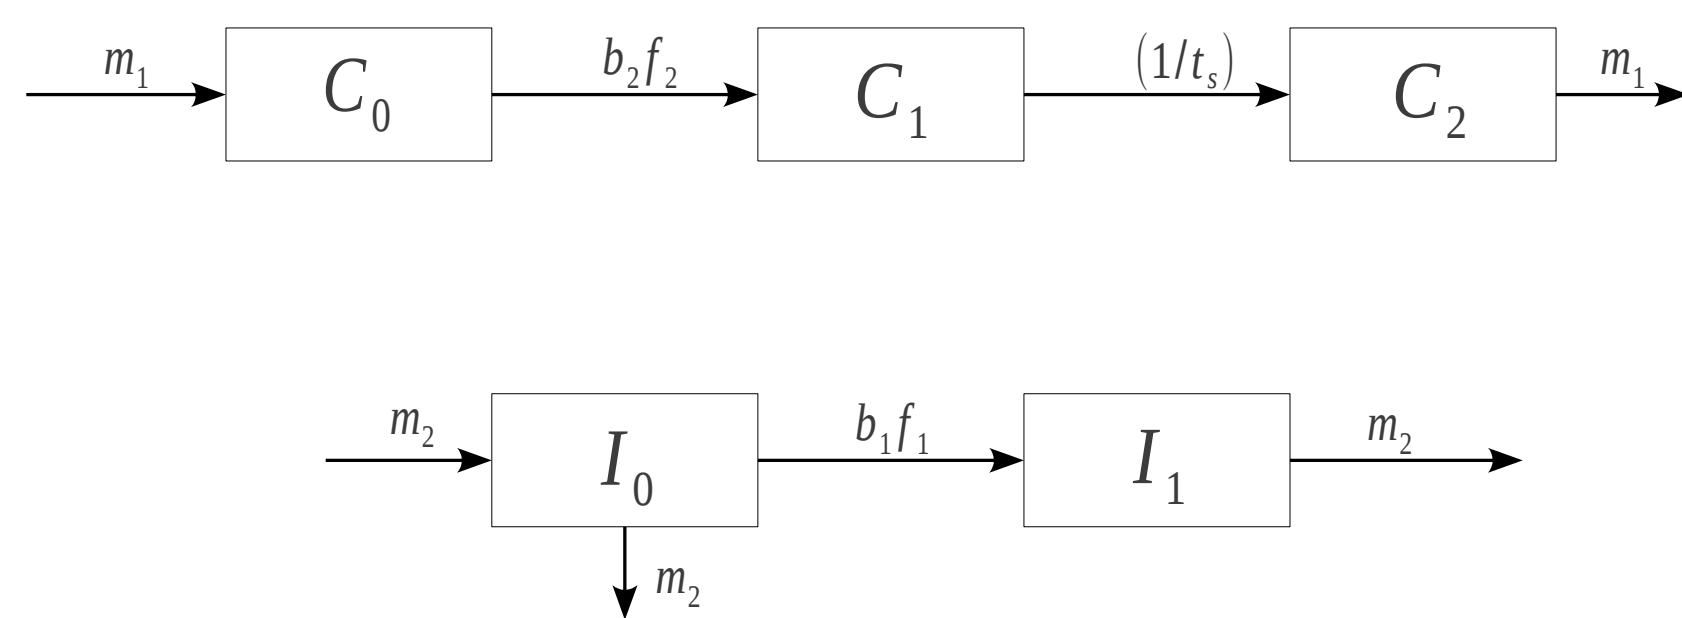 m₁ C₀ b₂f₂ C₁ (1/tₛ) C₂ m₁
m₂ I₀ b₁f₁ I₁ m₂
m₂